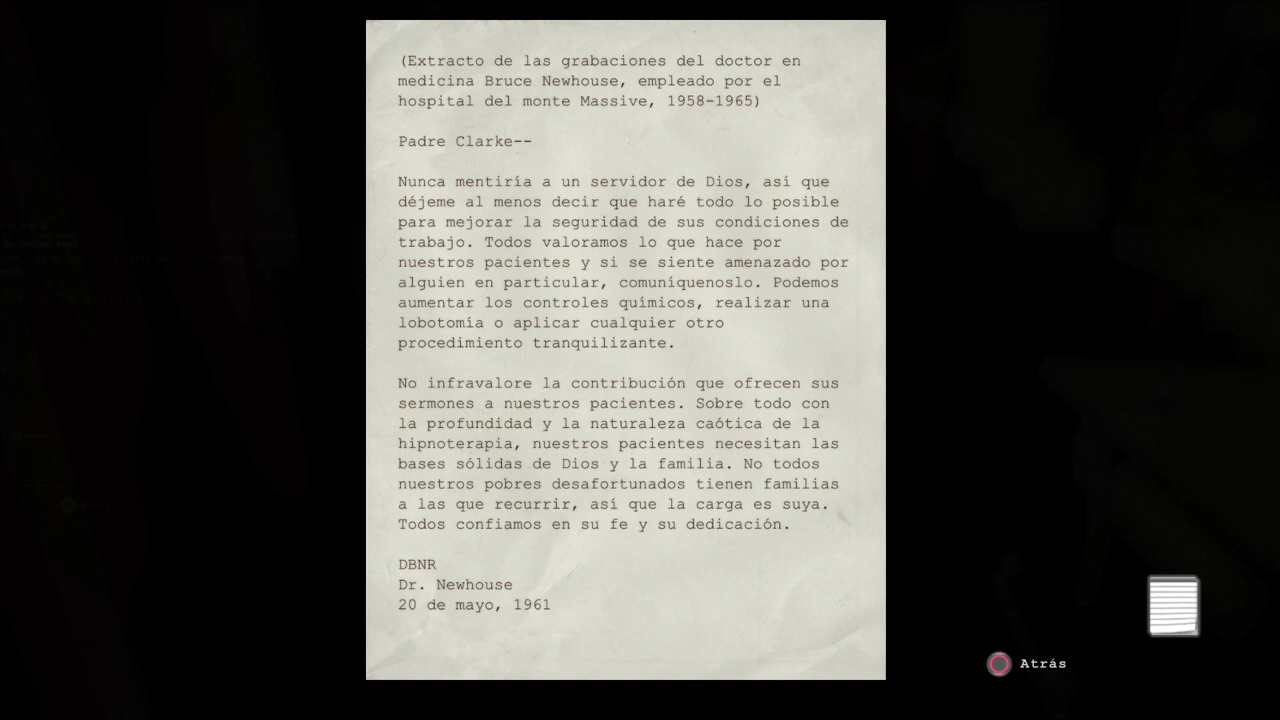 (Extracto de las grabaciones del doctor en
medicina Bruce Newhouse, empleado por el
hospital del monte Massive, 1958-1965)
Padre Clarke--
Nunca mentiría a un servidor de Dios, así que
déjeme al menos decir que haré todo lo posible
para mejorar la seguridad de sus condiciones de
trabajo. Todos valoramos lo que hace por
nuestros pacientes y si se siente amenazado por
alguien en particular, comuníquenoslo. Podemos
aumentar los controles químicos, realizar una
lobotomía o aplicar cualquier otro
procedimiento tranquilizante.
No infravalore la contribución que ofrecen sus
sermones a nuestros pacientes. Sobre todo con
la profundidad y la naturaleza caótica de la
hipnoterapia, nuestros pacientes necesitan las
bases sólidas de Dios y la familia. No todos
nuestros pobres desafortunados tienen familias
a las que recurrir, así que la carga es suya.
Todos confiamos en su fe y su dedicación.
DBNR
Dr. Newhouse
20 de mayo, 1961
Atrás